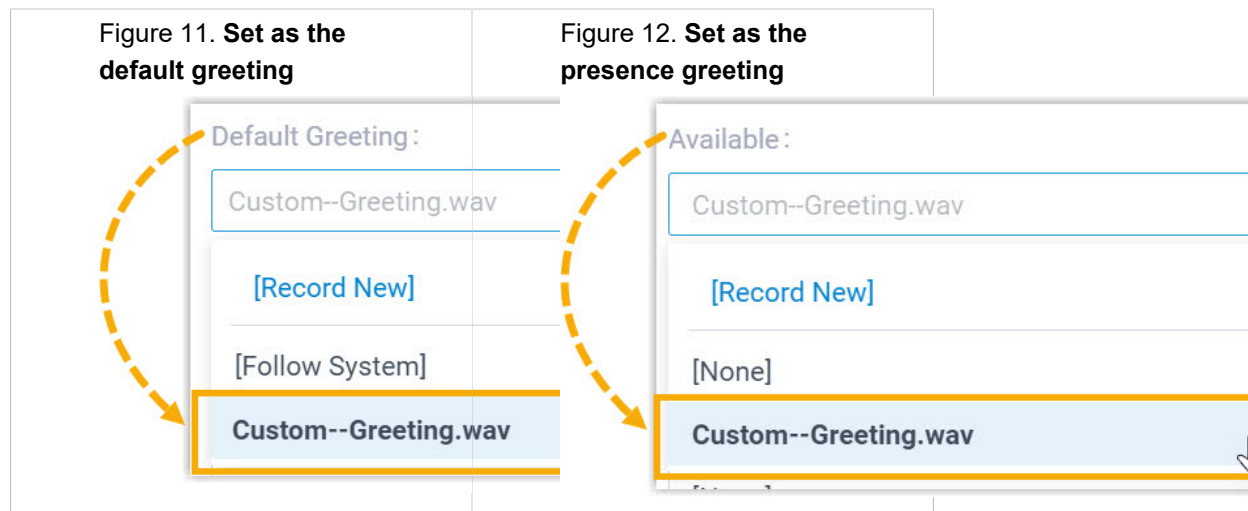 Figure 11. Set as the
default greeting
Default Greeting:
Custom--Greeting.wav
[Record New]
[Follow System]
Custom--Greeting.wav
Figure 12. Set as the
presence greeting
Available:
Custom--Greeting.wav
[Record New]
[None]
Custom--Greeting.wav